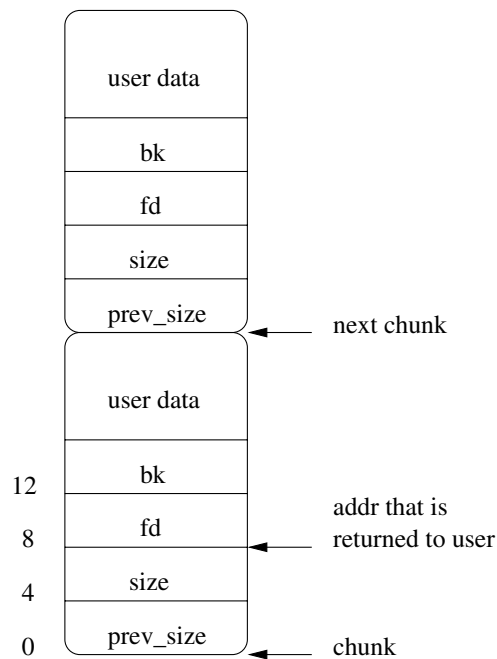 user data
bk
fd
size
prev_size
next chunk
user data
12
bk
addr that is
8
fd
returned to user
4
size
0
prev_size
chunk